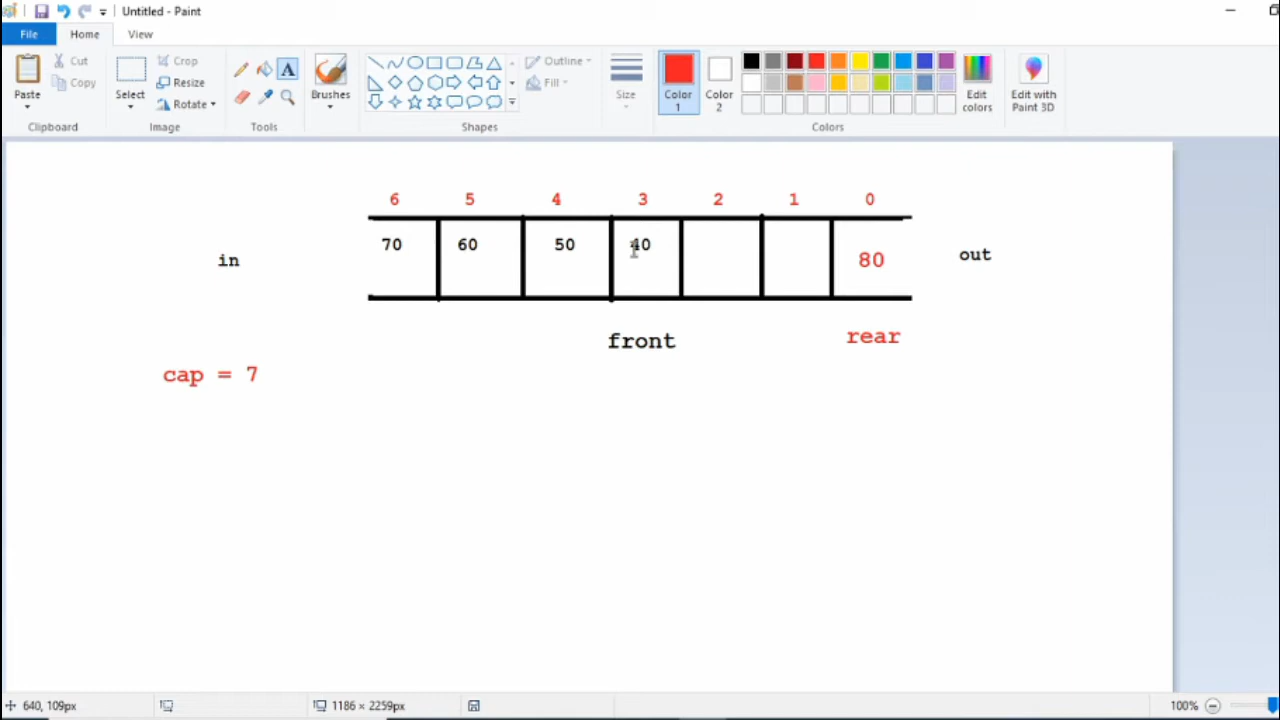 Untitled - Paint
File Home View
Paste
Cut
Copy
Clipboard
Select
Crop
Resize
Rotate
Image
A
Tools
Brushes
Outline
Fill
Shapes
Size
Color 1
Color 2
Edit colors
Colors
Edit with Paint 3D
6 5 4 3 2 1 0
in 70 60 50 40 80 out
front rear
cap = 7
640, 109px 1186 × 2259px 100%